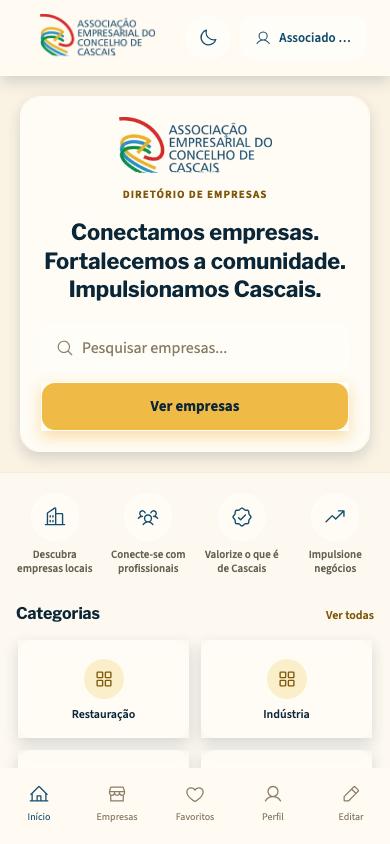 ASSOCIAÇÃO
EMPRESARIAL DO
CONCELHO DE
CASCAIS
Associado ...
ASSOCIAÇÃO
EMPRESARIAL DO
CONCELHO DE
CASCAIS
DIRETÓRIO DE EMPRESAS
Conectamos empresas.
Fortalecemos a comunidade.
Impulsionamos Cascais.
Pesquisar empresas...
Ver empresas
Descubra
empresas locais
Conecte-se com
profissionais
Valorize o que é
de Cascais
Impulsione
negócios
Categorias
Ver todas
Restauração
Indústria
Início
Empresas
Favoritos
Perfil
Editar